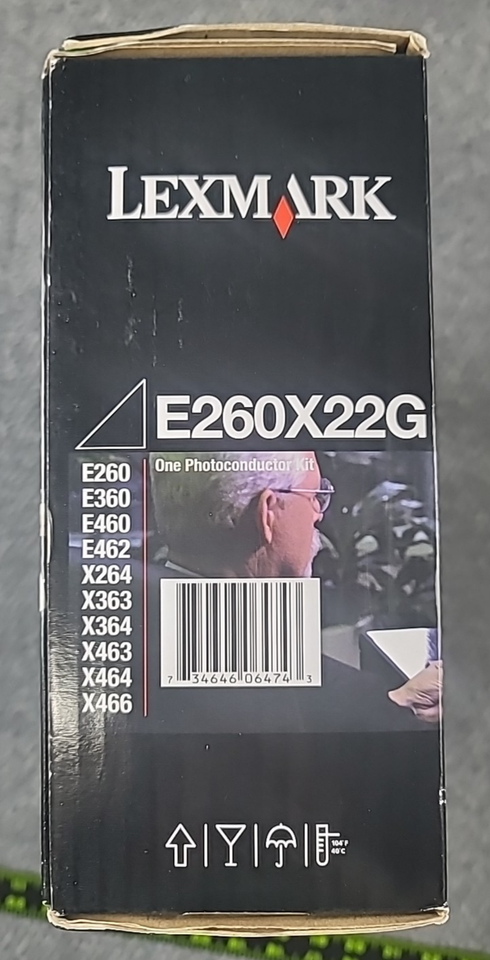 LEXMARK
E260X22G
One Photoconductor Kit
E260
E360
E460
E462
X264
X363
X364
X463
X464
X466
7 34646 06474 3
104°F
40°C